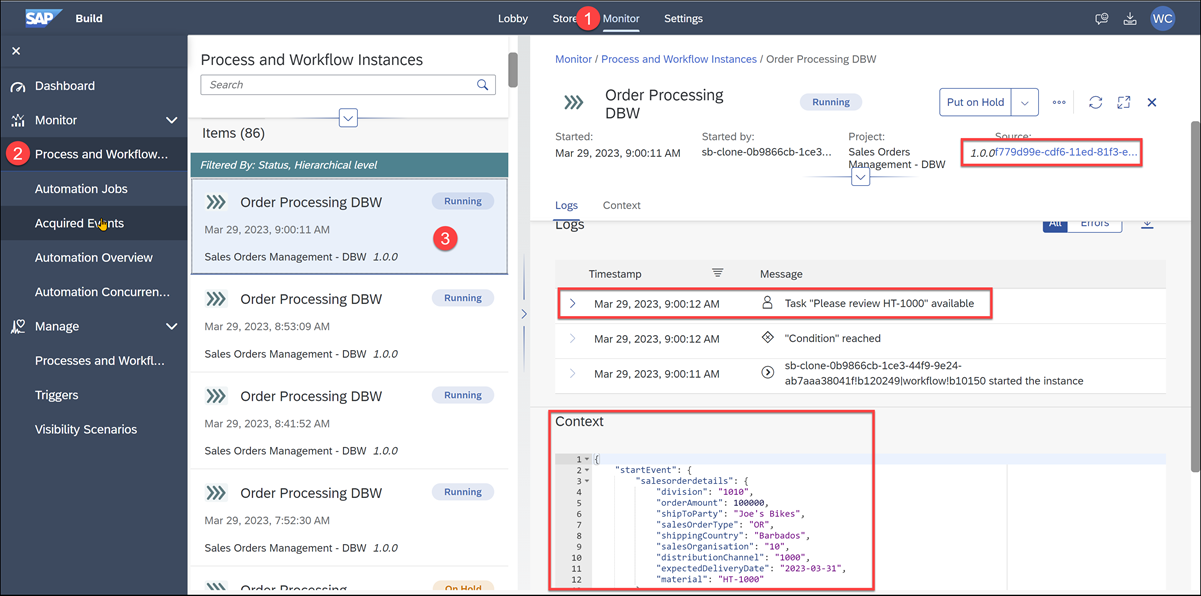 SAP Build
Lobby Store 1 Monitor Settings
WC
Dashboard
Monitor
2 Process and Workflow...
Automation Jobs
Acquired Events
Automation Overview
Automation Concurren...
Manage
Processes and Workfl...
Triggers
Visibility Scenarios
Process and Workflow Instances
Search
Items (86)
Filtered By: Status, Hierarchical level
Order Processing DBW Running
Mar 29, 2023, 9:00:11 AM
3
Sales Orders Management - DBW 1.0.0
Order Processing DBW Running
Mar 29, 2023, 8:53:09 AM
Sales Orders Management - DBW 1.0.0
Order Processing DBW Running
Mar 29, 2023, 8:41:52 AM
Sales Orders Management - DBW 1.0.0
Order Processing DBW Running
Mar 29, 2023, 7:52:30 AM
Sales Orders Management - DBW 1.0.0
Order Processing On Hold
Monitor / Process and Workflow Instances / Order Processing DBW
Order Processing
DBW
Running
Put on Hold
Started:
Mar 29, 2023, 9:00:11 AM
Started by:
sb-clone-0b9866cb-1ce3...
Project:
Sales Orders
Management - DBW
Source:
1.0.0f779d99e-cdf6-11ed-81f3-e...
Logs Context
Logs
All Errors
Timestamp Message
Mar 29, 2023, 9:00:12 AM Task "Please review HT-1000" available
Mar 29, 2023, 9:00:12 AM "Condition" reached
Mar 29, 2023, 9:00:11 AM sb-clone-0b9866cb-1ce3-44f9-9e24-
ab7aaa38041f!b120249|workflow!b10150 started the instance
Context
1 {
2 "startEvent": {
3 "salesorderdetails": {
4 "division": "1010",
5 "orderAmount": 100000,
6 "shipToParty": "Joe's Bikes",
7 "salesOrderType": "OR",
8 "shippingCountry": "Barbados",
9 "salesOrganisation": "10",
10 "distributionChannel": "1000",
11 "expectedDeliveryDate": "2023-03-31",
12 "material": "HT-1000"